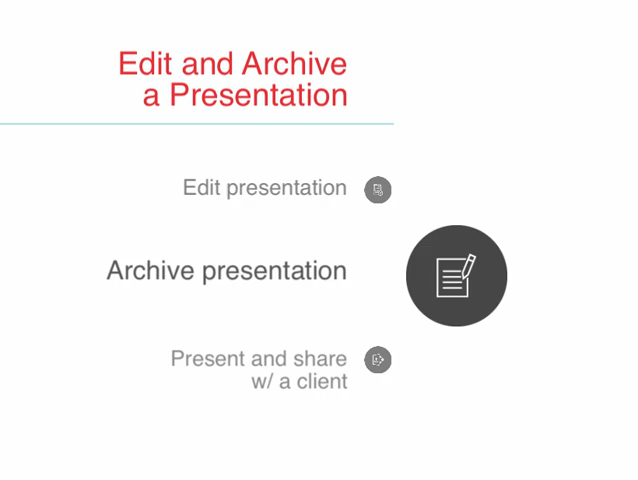 Edit and Archive
a Presentation
Edit presentation
Archive presentation
Present and share
w/ a client